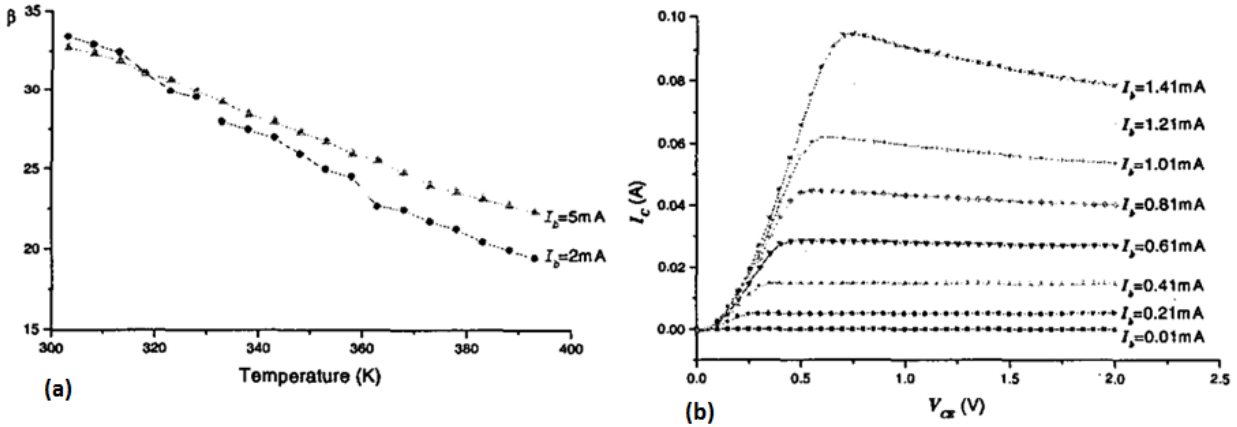 β
35
30
25
20
15
300
320
340
360
380
400
I_b=5mA
I_b=2mA
Temperature (K)
(a)
0.10
0.08
0.06
0.04
0.02
0.00
I_C (A)
I_b=1.41mA
I_b=1.21mA
I_b=1.01mA
I_b=0.81mA
I_b=0.61mA
I_b=0.41mA
I_b=0.21mA
I_b=0.01mA
0.0
0.5
1.0
1.5
2.0
2.5
V_CE (V)
(b)